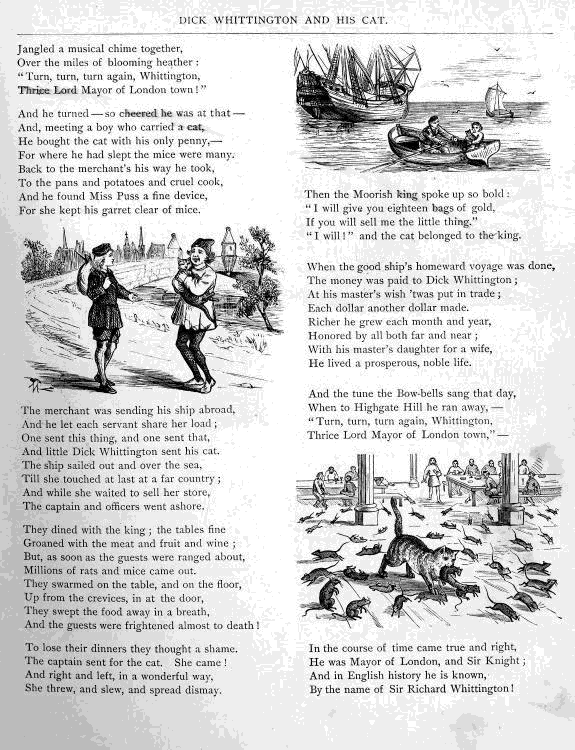 DICK WHITTINGTON AND HIS CAT.
Jangled a musical chime together,
Over the miles of blooming heather:
"Turn, turn, turn again, Whittington,
Thrice Lord Mayor of London town!"
And he turned — so cheered he was at that —
And, meeting a boy who carried a cat,
He bought the cat with his only penny,—
For where he had slept the mice were many.
Back to the merchant's his way he took,
To the pans and potatoes and cruel cook,
And he found Miss Puss a fine device,
For she kept his garret clear of mice.
The merchant was sending his ship abroad,
And he let each servant share her load;
One sent this thing, and one sent that,
And little Dick Whittington sent his cat.
The ship sailed out and over the sea,
Till she touched at last at a far country;
And while she waited to sell her store,
The captain and officers went ashore.
They dined with the king; the tables fine
Groaned with the meat and fruit and wine;
But, as soon as the guests were ranged about,
Millions of rats and mice came out.
They swarmed on the table, and on the floor,
Up from the crevices, in at the door,
They swept the food away in a breath,
And the guests were frightened almost to death!
To lose their dinners they thought a shame.
The captain sent for the cat. She came!
And right and left, in a wonderful way,
She threw, and slew, and spread dismay.
Then the Moorish king spoke up so bold:
"I will give you eighteen bags of gold,
If you will sell me the little thing."
"I will!" and the cat belonged to the king.
When the good ship's homeward voyage was done,
The money was paid to Dick Whittington;
At his master's wish 'twas put in trade;
Each dollar another dollar made.
Richer he grew each month and year,
Honored by all both far and near;
With his master's daughter for a wife,
He lived a prosperous, noble life.
And the tune the Bow-bells sang that day,
When to Highgate Hill he ran away,—
"Turn, turn, turn again, Whittington,
Thrice Lord Mayor of London town,"—
In the course of time came true and right,
He was Mayor of London, and Sir Knight;
And in English history he is known,
By the name of Sir Richard Whittington!